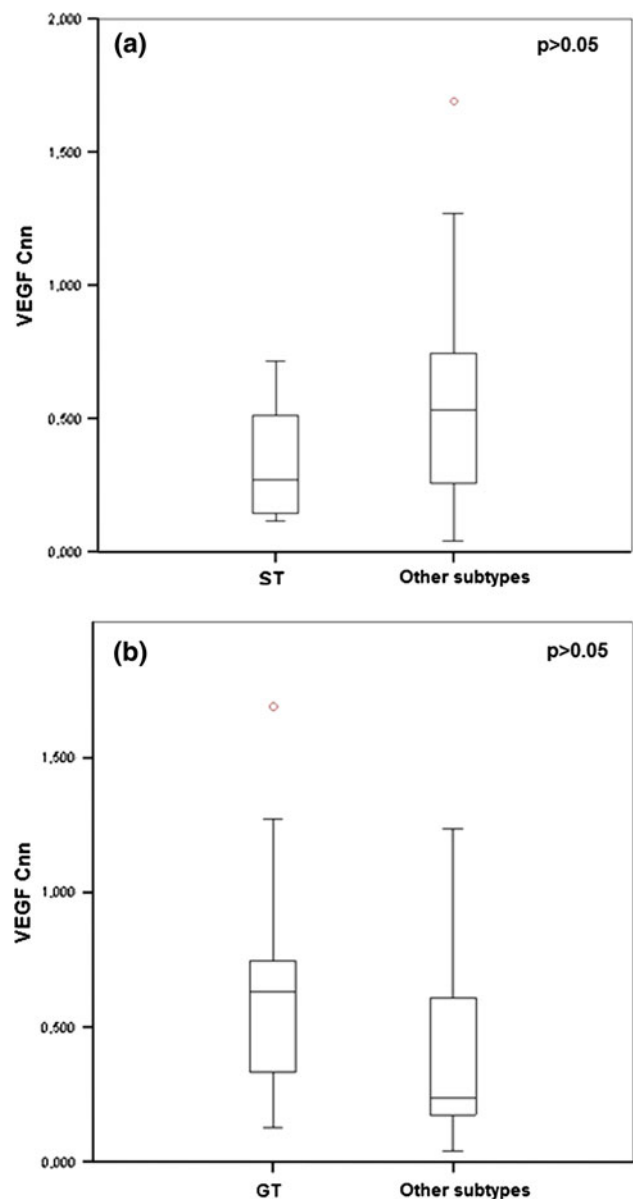 (a)
p>0.05
VEGF Cnn
2,000
1,500
1,000
0,500
0,000
ST
Other subtypes
(b)
p>0.05
VEGF Cnn
1,500
1,000
0,500
0,000
GT
Other subtypes